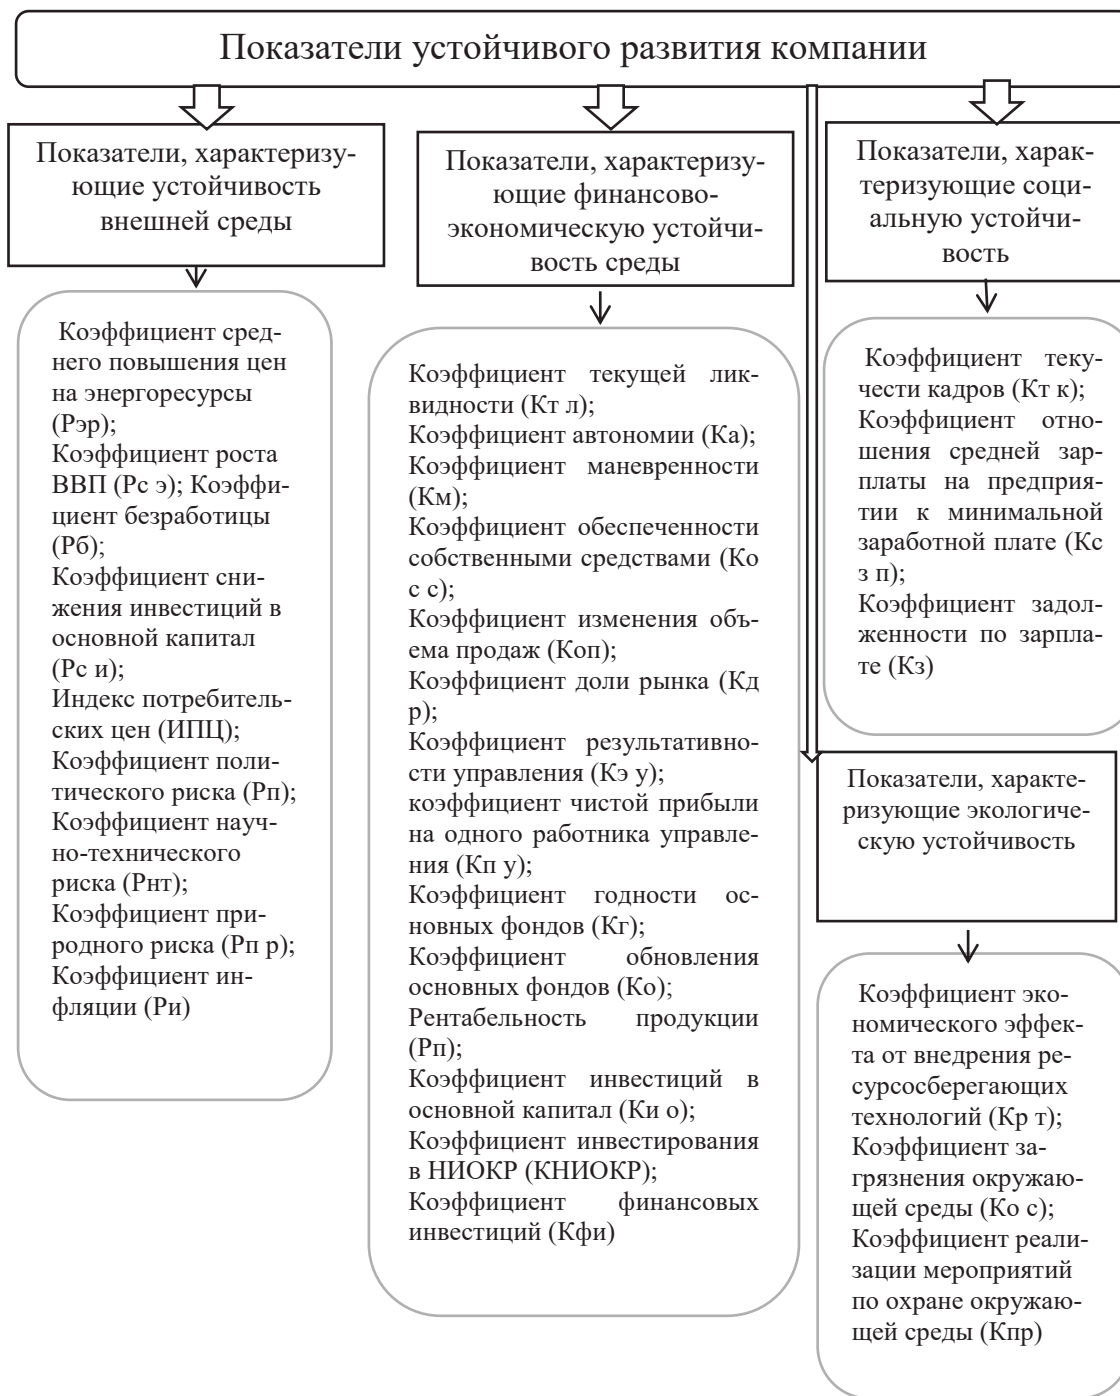 Показатели устойчивого развития компании
Показатели, характеризу-
ющие устойчивость
внешней среды
Коэффициент сред-
него повышения цен
на энергоресурсы
(Рэр);
Коэффициент роста
ВВП (Рс э); Коэффи-
циент безработицы
(Рб);
Коэффициент сни-
жения инвестиций в
основной капитал
(Рс и);
Индекс потребитель-
ских цен (ИПЦ);
Коэффициент поли-
тического риска (Рп);
Коэффициент науч-
но-технического
риска (Рнт);
Коэффициент при-
родного риска (Рп р);
Коэффициент ин-
фляции (Ри)
Показатели, характеризу-
ющие финансово-
экономическую устойчи-
вость среды
Коэффициент текущей лик-
видности (Кт л);
Коэффициент автономии (Ка);
Коэффициент маневренности
(Км);
Коэффициент обеспеченности
собственными средствами (Ко
с с);
Коэффициент изменения объ-
ема продаж (Коп);
Коэффициент доли рынка (Кд
р);
Коэффициент результативно-
сти управления (Кэ у);
коэффициент чистой прибыли
на одного работника управле-
ния (Кп у);
Коэффициент годности ос-
новных фондов (Кг);
Коэффициент обновления
основных фондов (Ко);
Рентабельность продукции
(Рп);
Коэффициент инвестиций в
основной капитал (Ки о);
Коэффициент инвестирования
в НИОКР (КНИОКР);
Коэффициент финансовых
инвестиций (Кфи)
Показатели, харак-
теризующие соци-
альную устойчи-
вость
Коэффициент теку-
чести кадров (Кт к);
Коэффициент отно-
шения средней зар-
платы на предприя-
тии к минимальной
заработной плате (Кс
з п);
Коэффициент задол-
женности по зарпла-
те (Кз)
Показатели, характе-
ризующие экологиче-
скую устойчивость
Коэффициент эко-
номического эффек-
та от внедрения ре-
сурсосберегающих
технологий (Кр т);
Коэффициент за-
грязнения окружаю-
щей среды (Ко с);
Коэффициент реали-
зации мероприятий
по охране окружаю-
щей среды (Кпр)